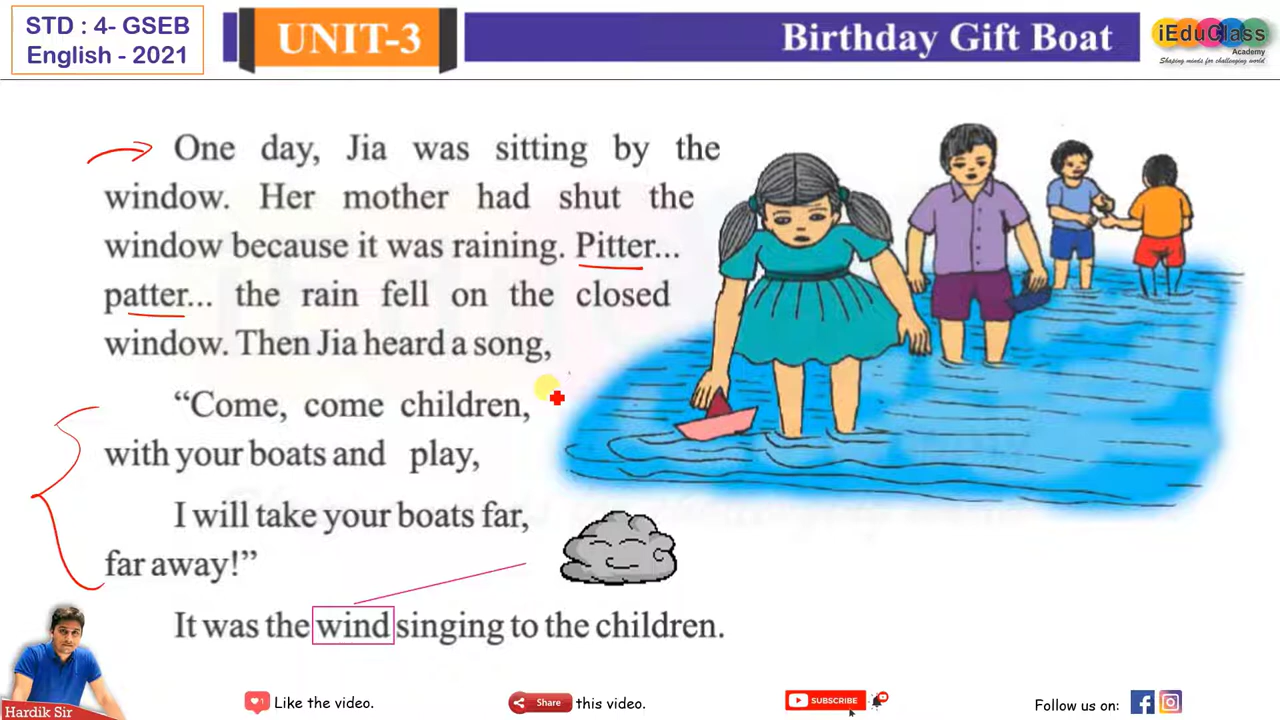 STD : 4- GSEB
English - 2021
UNIT-3
Birthday Gift Boat
iEduClass
Academy
Shaping minds for challenging world
One day, Jia was sitting by the
window. Her mother had shut the
window because it was raining. Pitter...
patter... the rain fell on the closed
window. Then Jia heard a song,
“Come, come children,
with your boats and play,
I will take your boats far,
far away!”
It was the wind singing to the children.
Hardik Sir
Like the video.
Share this video.
SUBSCRIBE
Follow us on: